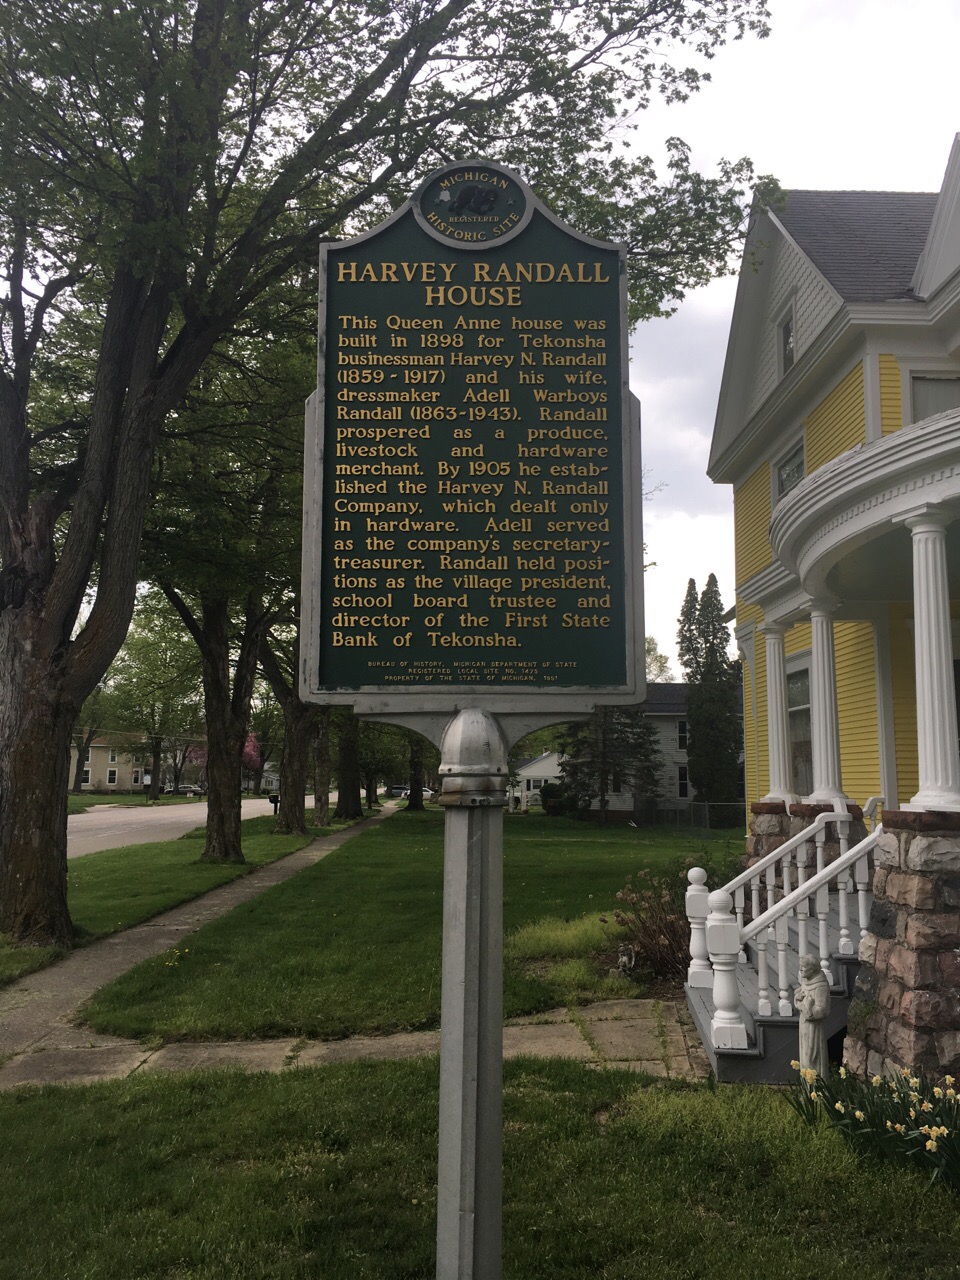 MICHIGAN
REGISTERED
HISTORIC SITE
HARVEY RANDALL
HOUSE
This Queen Anne house was
built in 1898 for Tekonsha
businessman Harvey N. Randall
(1859-1917) and his wife,
dressmaker Adell Warboys
Randall (1863-1943). Randall
prospered as a produce,
livestock and hardware
merchant. By 1905 he estab-
lished the Harvey N. Randall
Company, which dealt only
in hardware. Adell served
as the company's secretary-
treasurer. Randall held posi-
tions as the village president,
school board trustee and
director of the First State
Bank of Tekonsha.
BUREAU OF HISTORY, MICHIGAN DEPARTMENT OF STATE
REGISTERED LOCAL SITE NO.
PROPERTY OF THE STATE OF MICHIGAN,